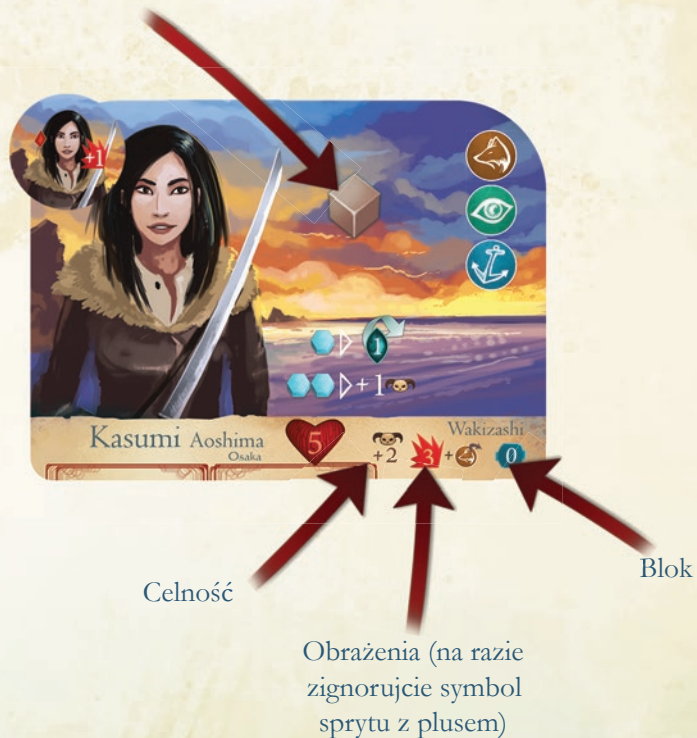 +1
1
+1
Kasumi Aoshima
Osaka
5
+2
3
+
Wakizashi
0
Celność
Blok
Obrażenia (na razie
zignorujcie symbol
sprytu z plusem)